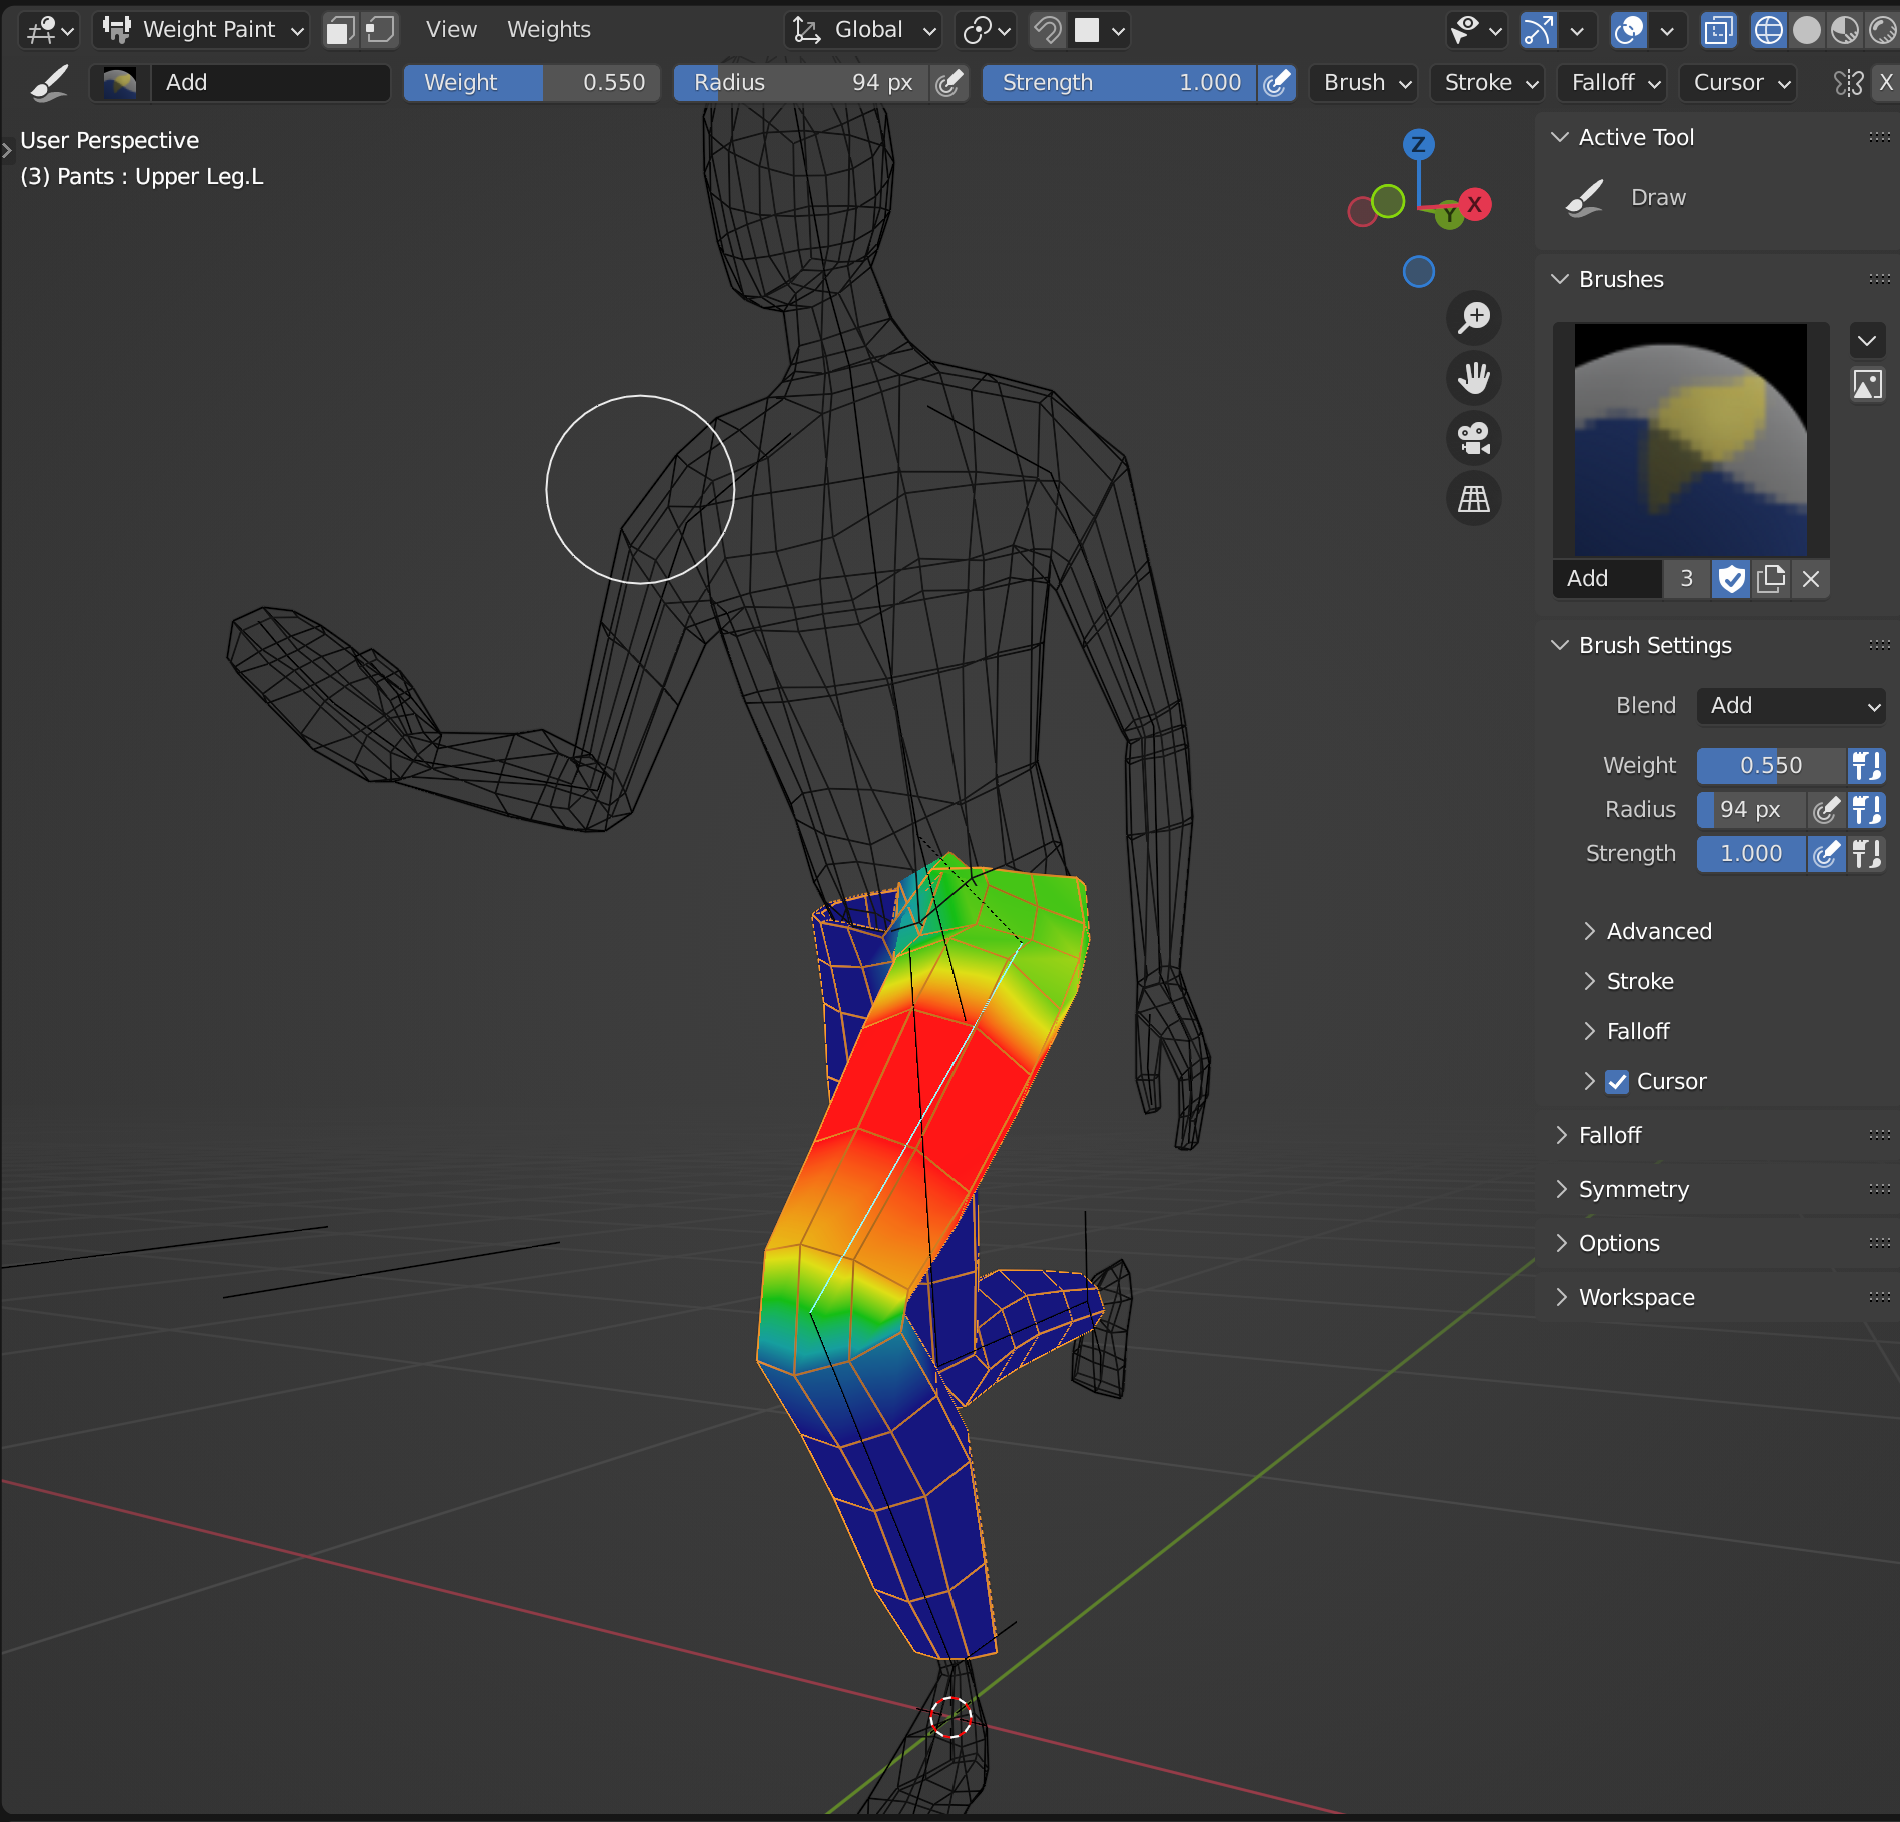 Weight Paint View Weights Global
Add Weight 0.550 Radius 94 px Strength 1.000 Brush Stroke Falloff Cursor X
User Perspective
(3) Pants : Upper Leg.L
Z
Y X
Active Tool
Draw
Brushes
Add 3
Brush Settings
Blend Add
Weight 0.550
Radius 94 px
Strength 1.000
Advanced
Stroke
Falloff
Cursor
Falloff
Symmetry
Options
Workspace